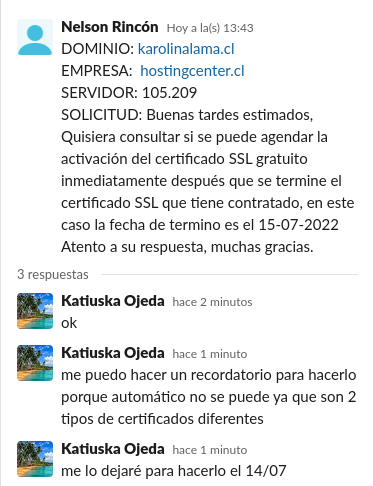 Nelson Rincón Hoy a la(s) 13:43
DOMINIO: karolinalama.cl
EMPRESA: hostingcenter.cl
SERVIDOR: 105.209
SOLICITUD: Buenas tardes estimados,
Quisiera consultar si se puede agendar la
activación del certificado SSL gratuito
inmediatamente después que se termine el
certificado SSL que tiene contratado, en este
caso la fecha de termino es el 15-07-2022
Atento a su respuesta, muchas gracias.
3 respuestas
Katiuska Ojeda hace 2 minutos
ok
Katiuska Ojeda hace 1 minuto
me puedo hacer un recordatorio para hacerlo
porque automático no se puede ya que son 2
tipos de certificados diferentes
Katiuska Ojeda hace 1 minuto
me lo dejaré para hacerlo el 14/07